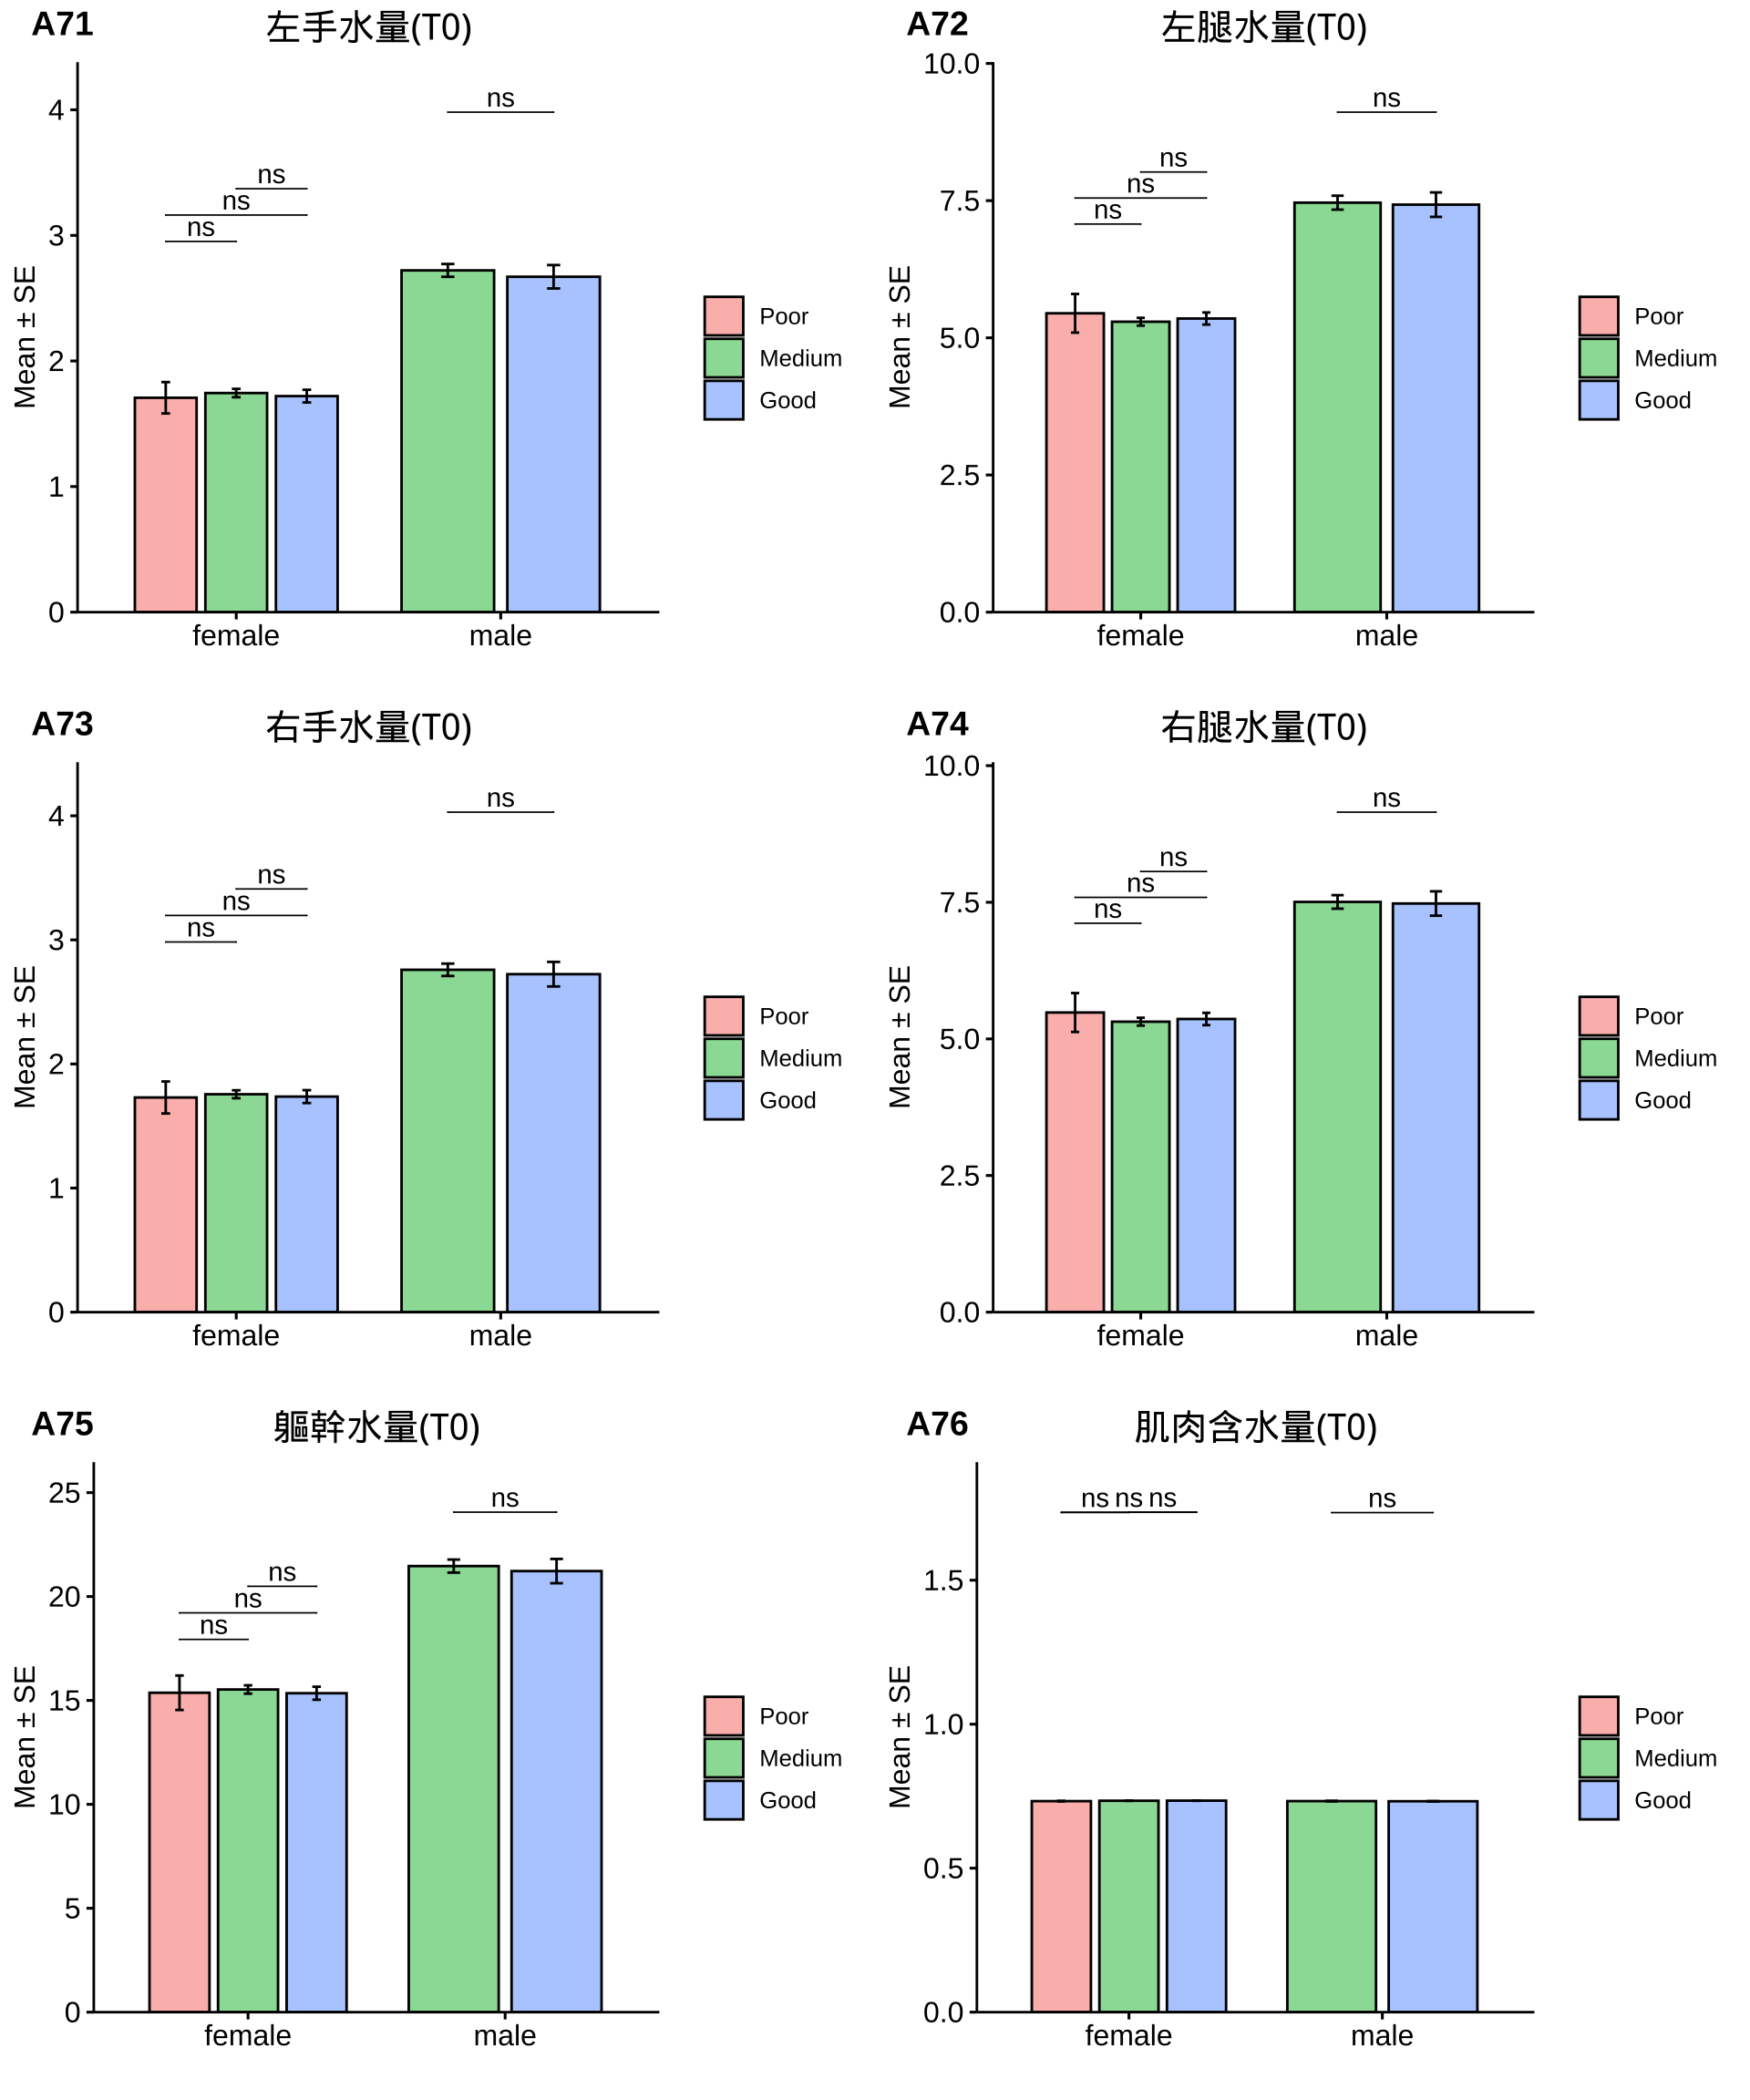 A71 左手水量(T0)
4
3
2
1
0
Mean ± SE
ns
ns
ns
ns
female male
Poor
Medium
Good
A72 左腿水量(T0)
10.0
7.5
5.0
2.5
0.0
Mean ± SE
ns
ns
ns
ns
female male
Poor
Medium
Good
A73 右手水量(T0)
4
3
2
1
0
Mean ± SE
ns
ns
ns
ns
female male
Poor
Medium
Good
A74 右腿水量(T0)
10.0
7.5
5.0
2.5
0.0
Mean ± SE
ns
ns
ns
ns
female male
Poor
Medium
Good
A75 軀幹水量(T0)
25
20
15
10
5
0
Mean ± SE
ns
ns
ns
ns
female male
Poor
Medium
Good
A76 肌肉含水量(T0)
1.5
1.0
0.5
0.0
Mean ± SE
ns ns ns ns
female male
Poor
Medium
Good